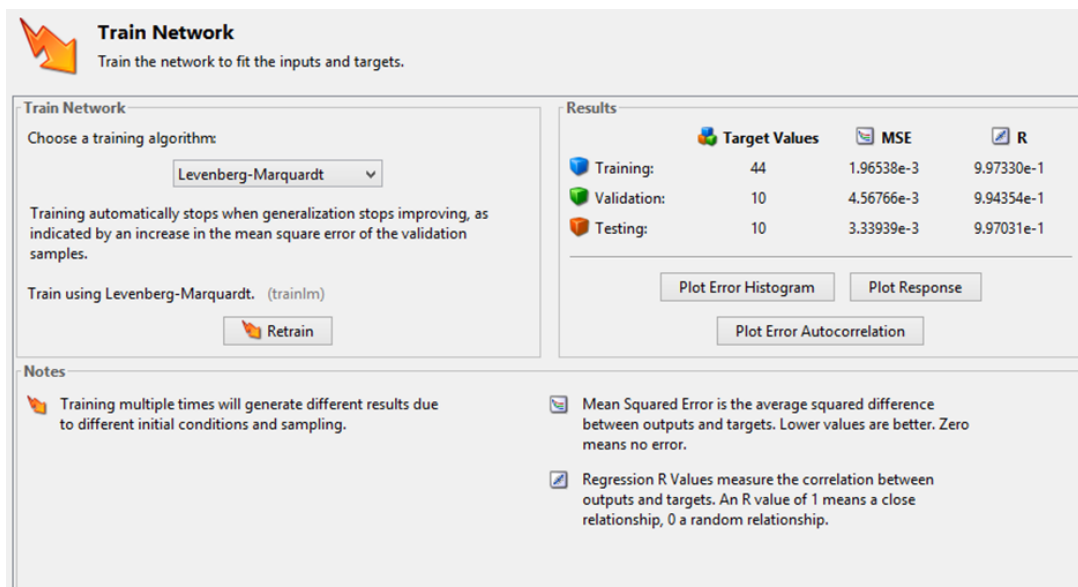 Train Network
Train the network to fit the inputs and targets.
Train Network
Choose a training algorithm:
Levenberg-Marquardt
Training automatically stops when generalization stops improving, as
indicated by an increase in the mean square error of the validation
samples.
Train using Levenberg-Marquardt. (trainlm)
Retrain
Results
Target Values MSE R
Training: 44 1.96538e-3 9.97330e-1
Validation: 10 4.56766e-3 9.94354e-1
Testing: 10 3.33939e-3 9.97031e-1
Plot Error Histogram Plot Response
Plot Error Autocorrelation
Notes
Training multiple times will generate different results due
to different initial conditions and sampling.
Mean Squared Error is the average squared difference
between outputs and targets. Lower values are better. Zero
means no error.
Regression R Values measure the correlation between
outputs and targets. An R value of 1 means a close
relationship, 0 a random relationship.